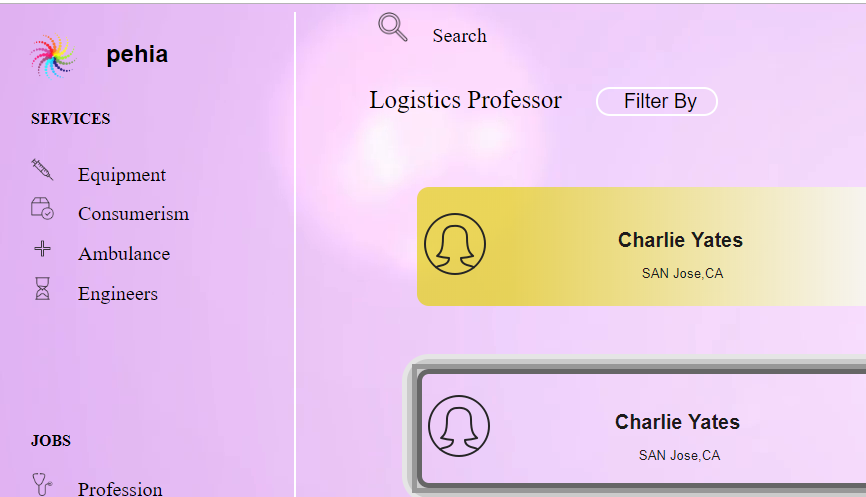 pehia
SERVICES
Equipment
Consumerism
Ambulance
Engineers
JOBS
Profession
Search
Logistics Professor
Filter By
Charlie Yates
SAN Jose,CA
Charlie Yates
SAN Jose,CA